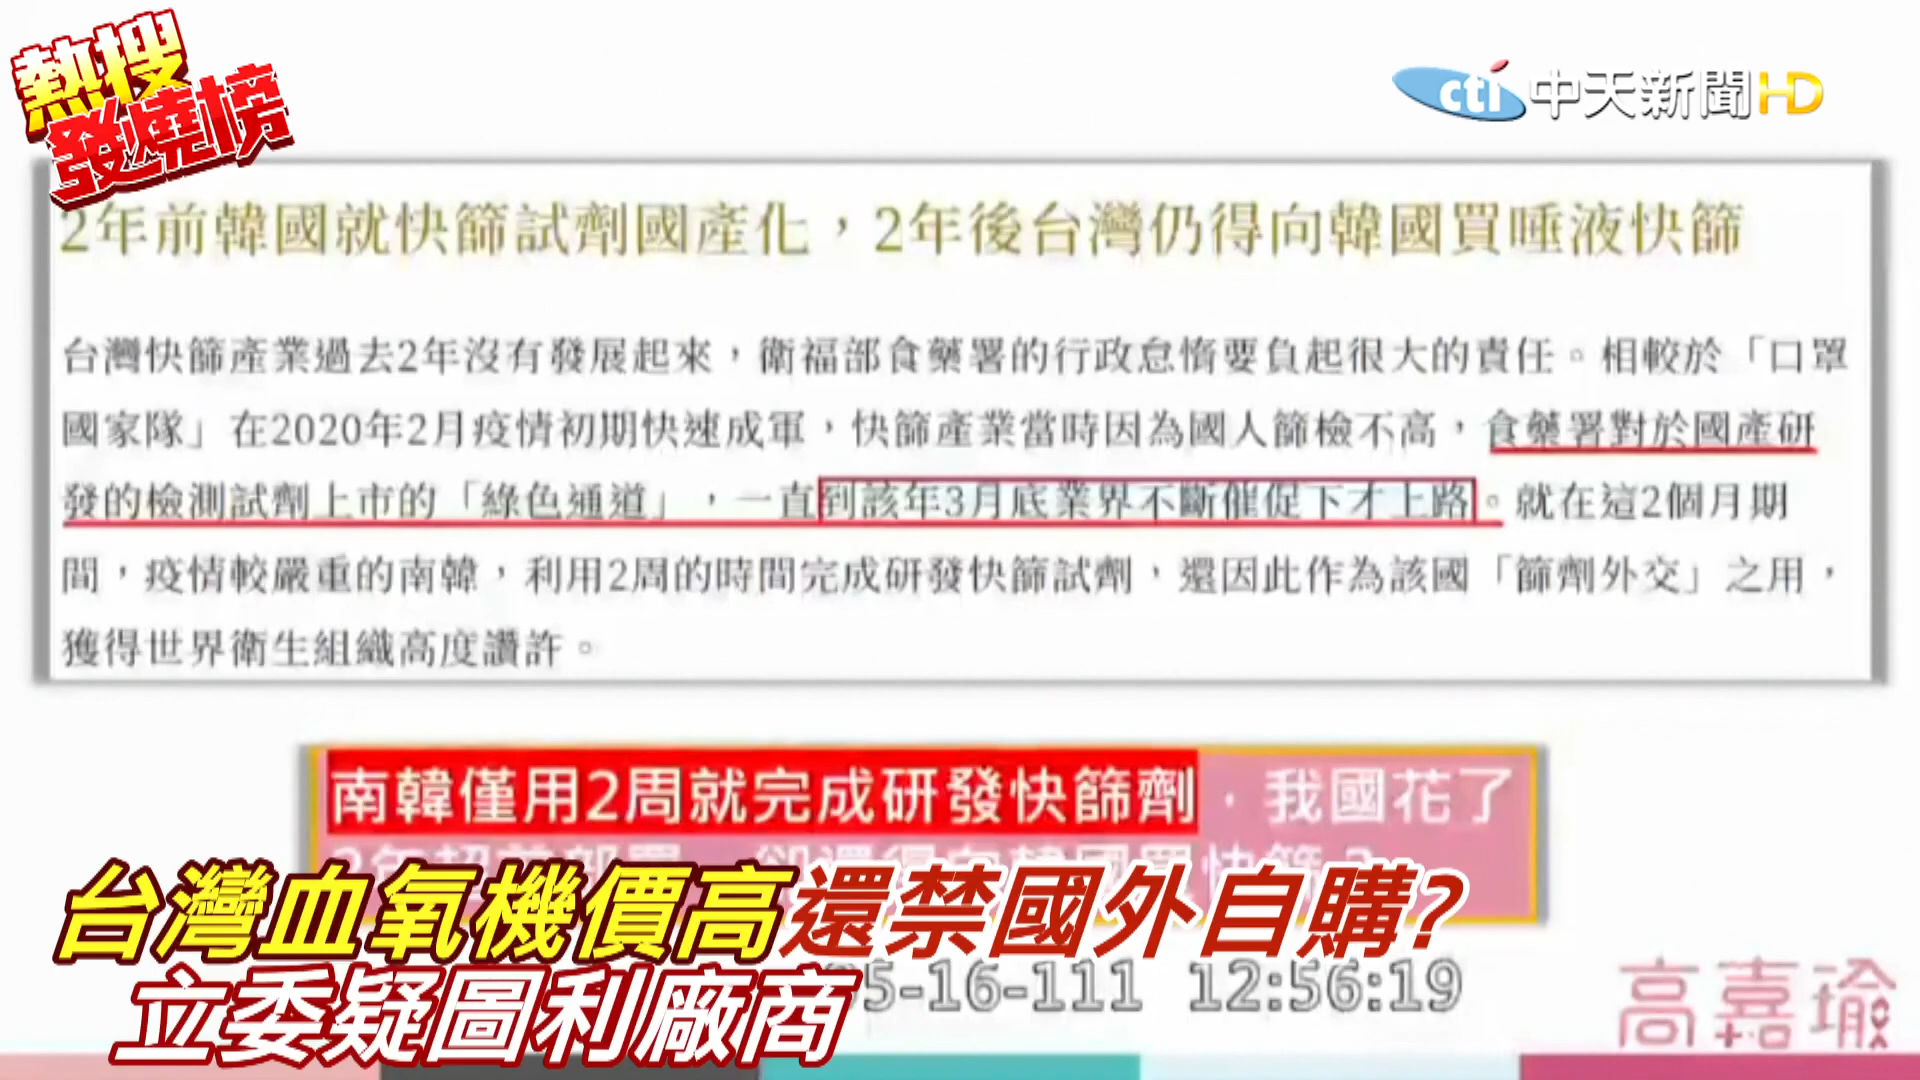 熱搜
發燒榜
cti 中天新聞HD
2年前韓國就快篩試劑國產化，2年後台灣仍得向韓國買唾液快篩
台灣快篩產業過去2年沒有發展起來，衛福部食藥署的行政怠惰要負起很大的責任。相較於「口罩
國家隊」在2020年2月疫情初期快速成軍，快篩產業當時因為國人篩檢不高，食藥署對於國產研
發的檢測試劑上市的「綠色通道」，一直到該年3月底業界不斷催促下才上路。就在這2個月期
間，疫情較嚴重的南韓，利用2周的時間完成研發快篩試劑，還因此作為該國「篩劑外交」之用，
獲得世界衛生組織高度讚許。
南韓僅用2周就完成研發快篩劑，我國花了
台灣血氧機價高還禁國外自購?
立委疑圖利廠商
5-16-111 12:56:19
高嘉瑜